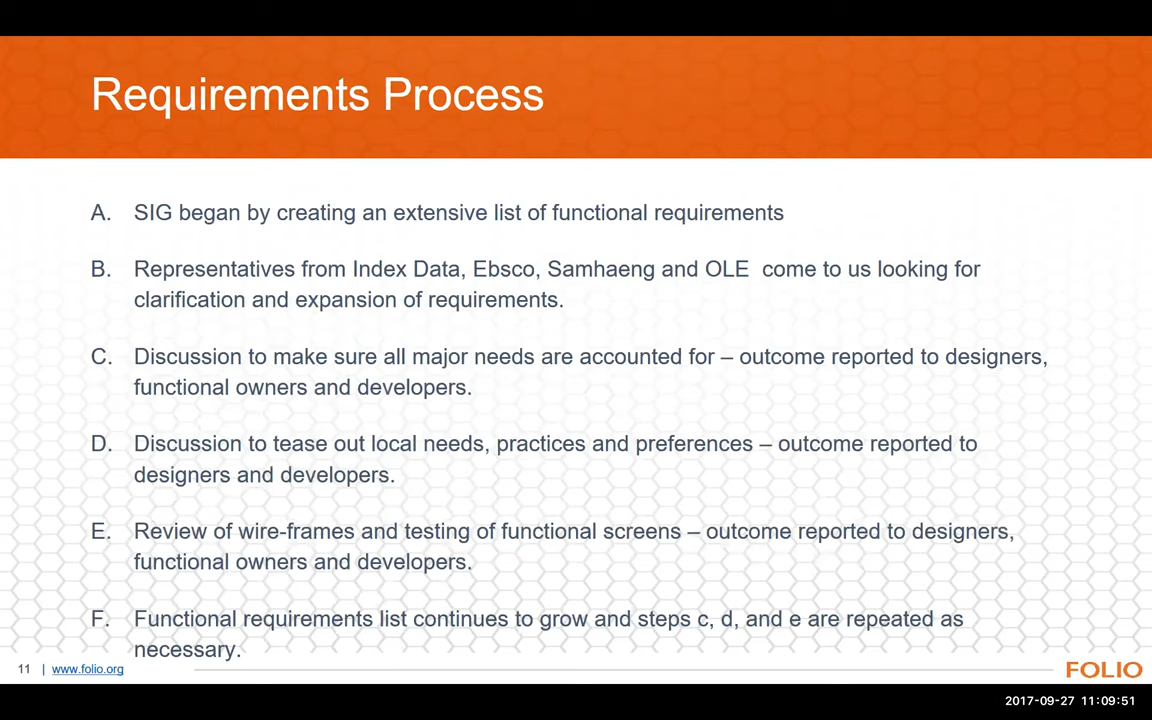 Requirements Process
A. SIG began by creating an extensive list of functional requirements
B. Representatives from Index Data, Ebsco, Samhaeng and OLE  come to us looking for
clarification and expansion of requirements.
C. Discussion to make sure all major needs are accounted for – outcome reported to designers,
functional owners and developers.
D. Discussion to tease out local needs, practices and preferences – outcome reported to
designers and developers.
E. Review of wire-frames and testing of functional screens – outcome reported to designers,
functional owners and developers.
F. Functional requirements list continues to grow and steps c, d, and e are repeated as
necessary.
11 | www.folio.org
FOLIO
2017-09-27 11:09:51